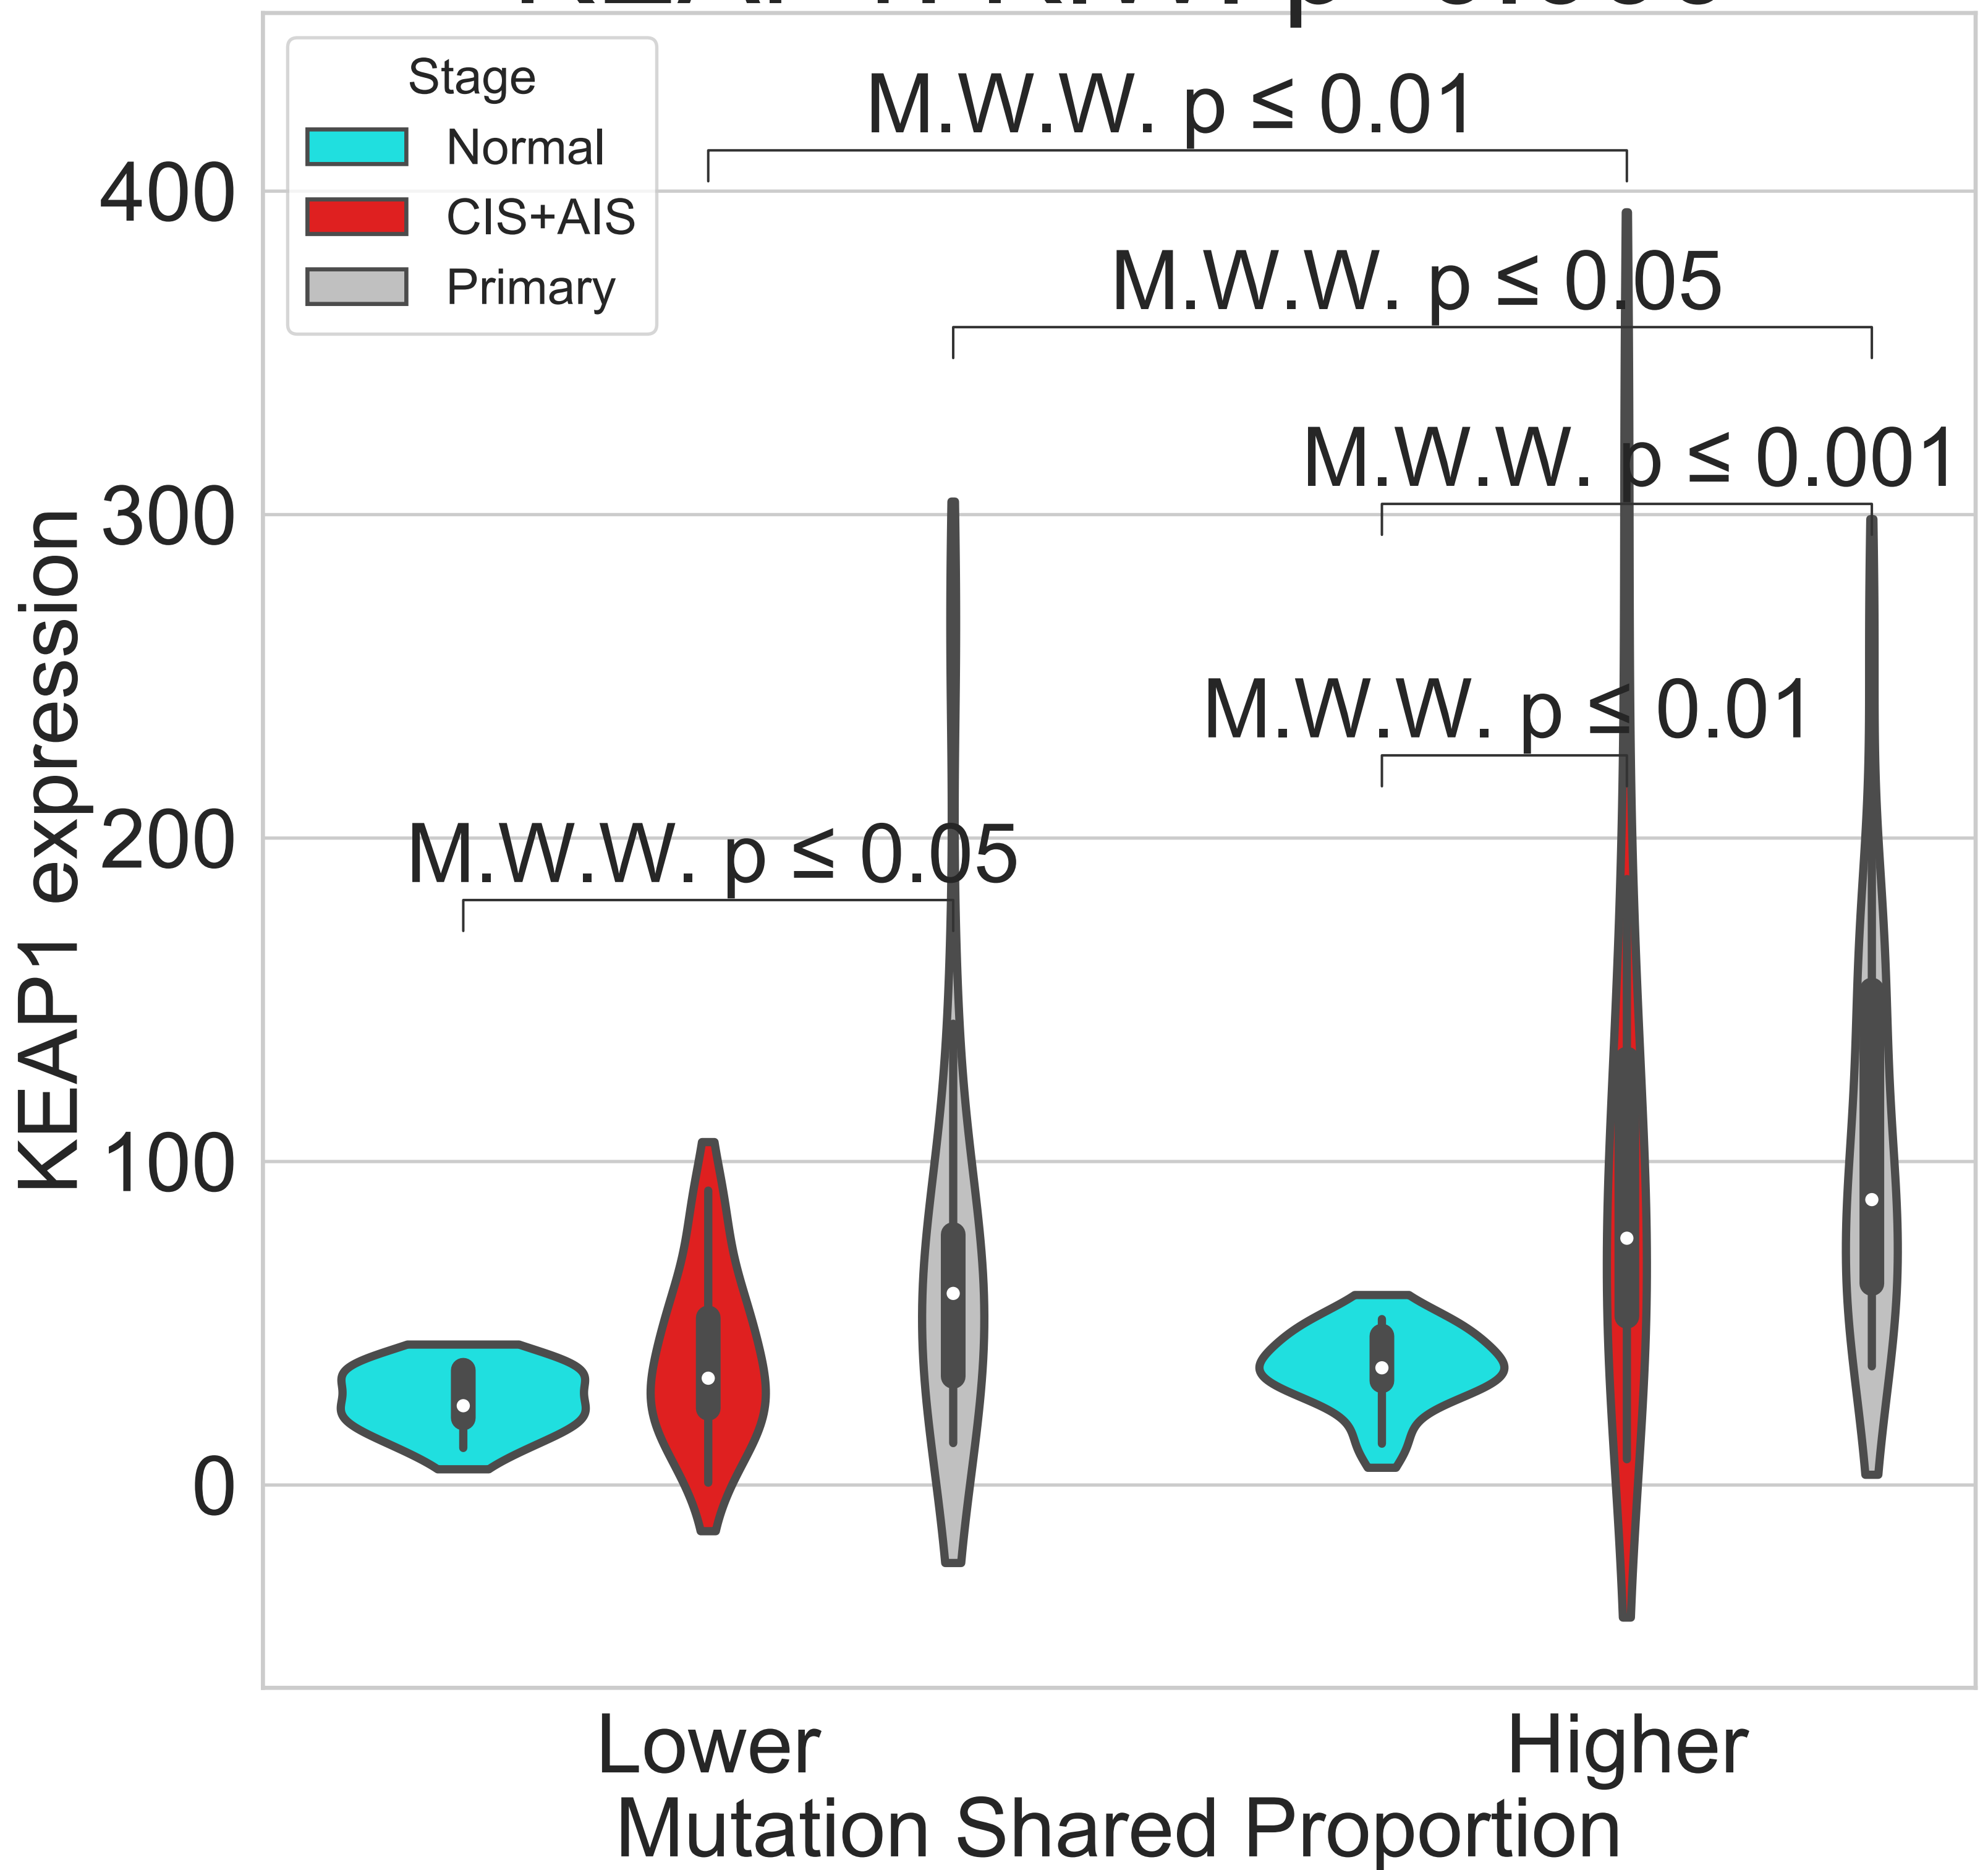 Stage
Normal
CIS+AIS
Primary
M.W.W. p ≤ 0.01
M.W.W. p ≤ 0.05
M.W.W. p ≤ 0.001
M.W.W. p ≤ 0.01
M.W.W. p ≤ 0.05
400
300
200
100
0
KEAP1 expression
Lower
Higher
Mutation Shared Proportion